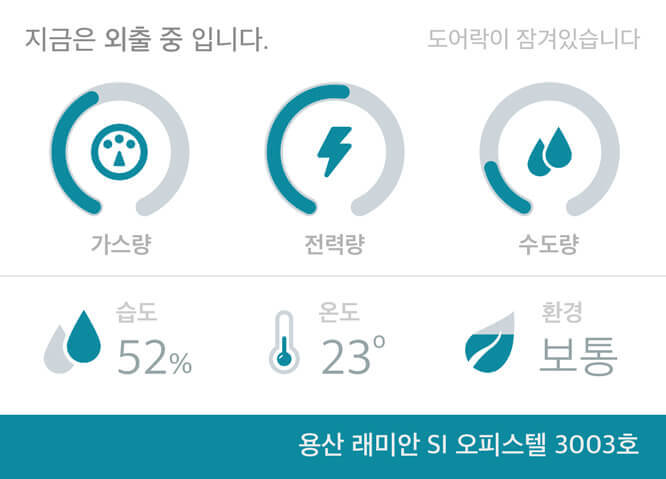 지금은 외출 중 입니다.
도어락이 잠겨있습니다
가스량
전력량
수도량
습도
52%
온도
23°
환경
보통
용산 래미안 SI 오피스텔 3003호